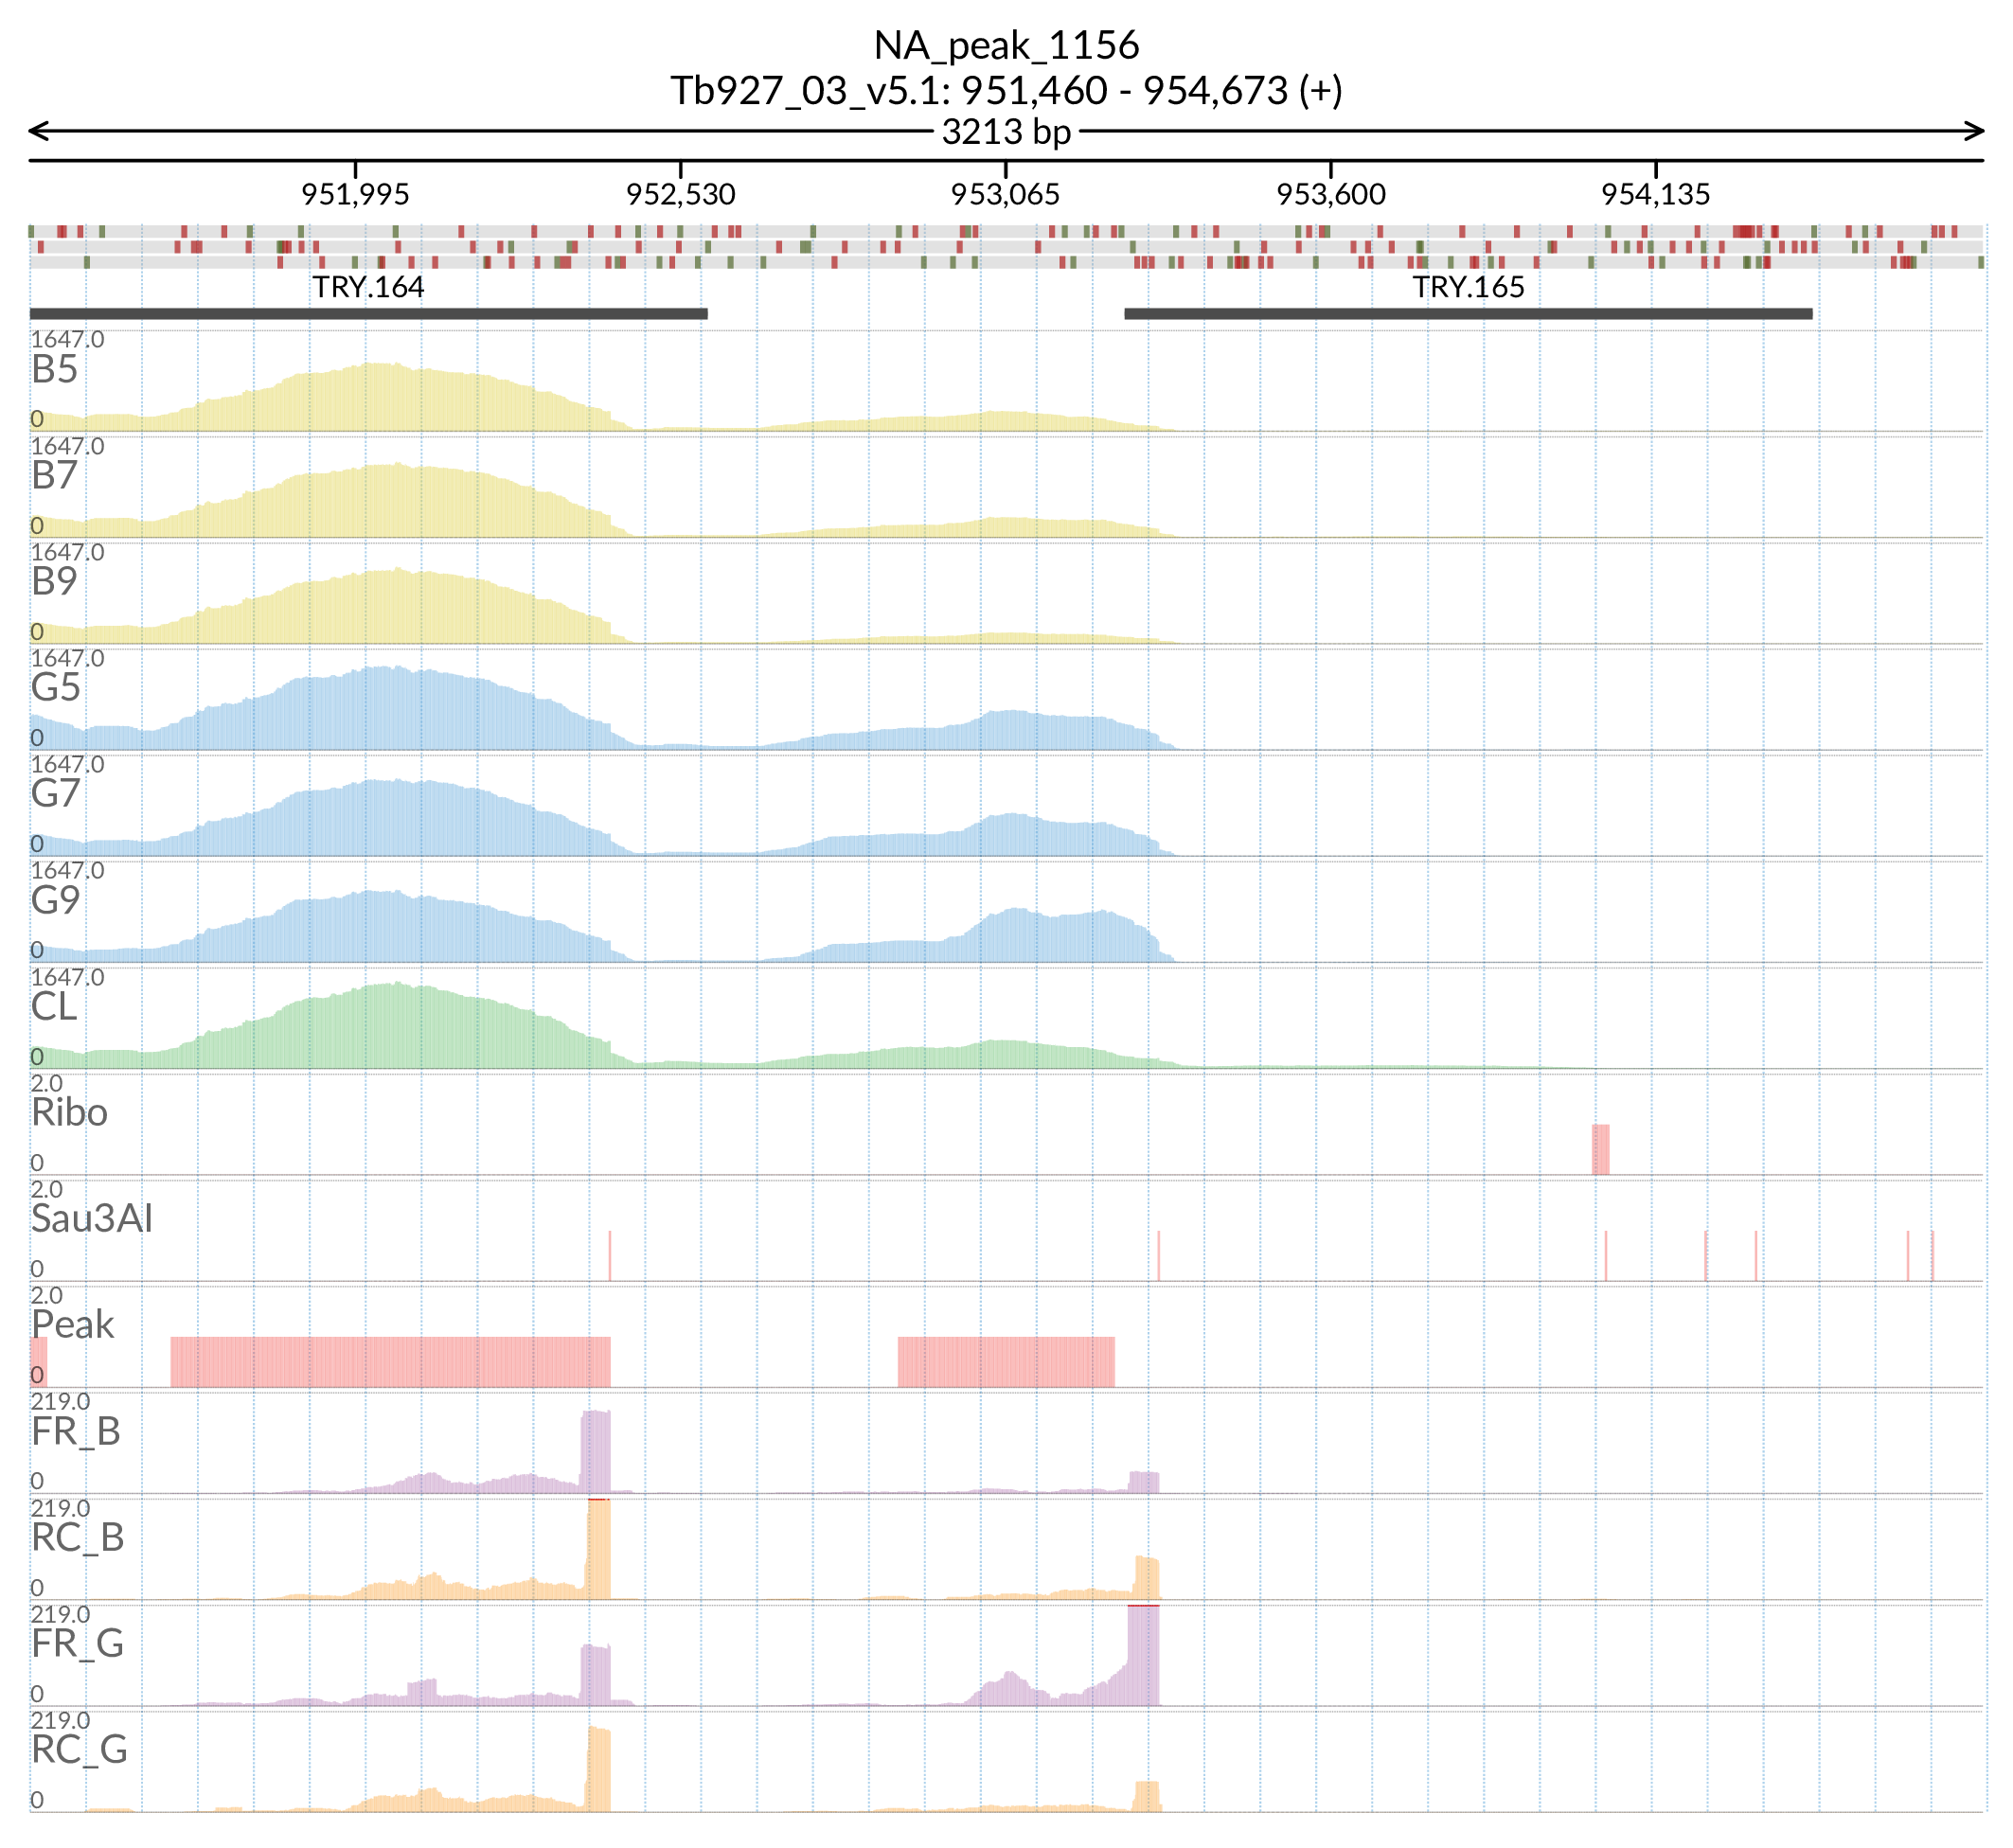 NA_peak_1156
Tb927_03_v5.1: 951,460 - 954,673 (+)
3213 bp
951,995 952,530 953,065 953,600 954,135
TRY.164 TRY.165
1647.0
B5
0
1647.0
B7
0
1647.0
B9
0
1647.0
G5
0
1647.0
G7
0
1647.0
G9
0
1647.0
CL
0
2.0
Ribo
0
2.0
Sau3AI
0
2.0
Peak
0
219.0
FR_B
0
219.0
RC_B
0
219.0
FR_G
0
219.0
RC_G
0